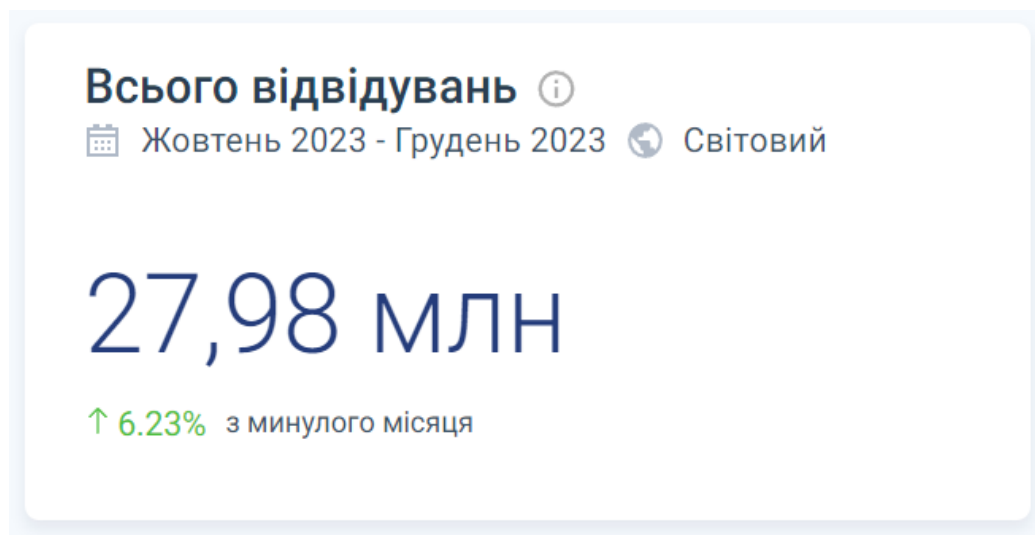 Всього відвідувань
Жовтень 2023 - Грудень 2023 Світовий
27,98 млн
↑ 6.23% з минулого місяця